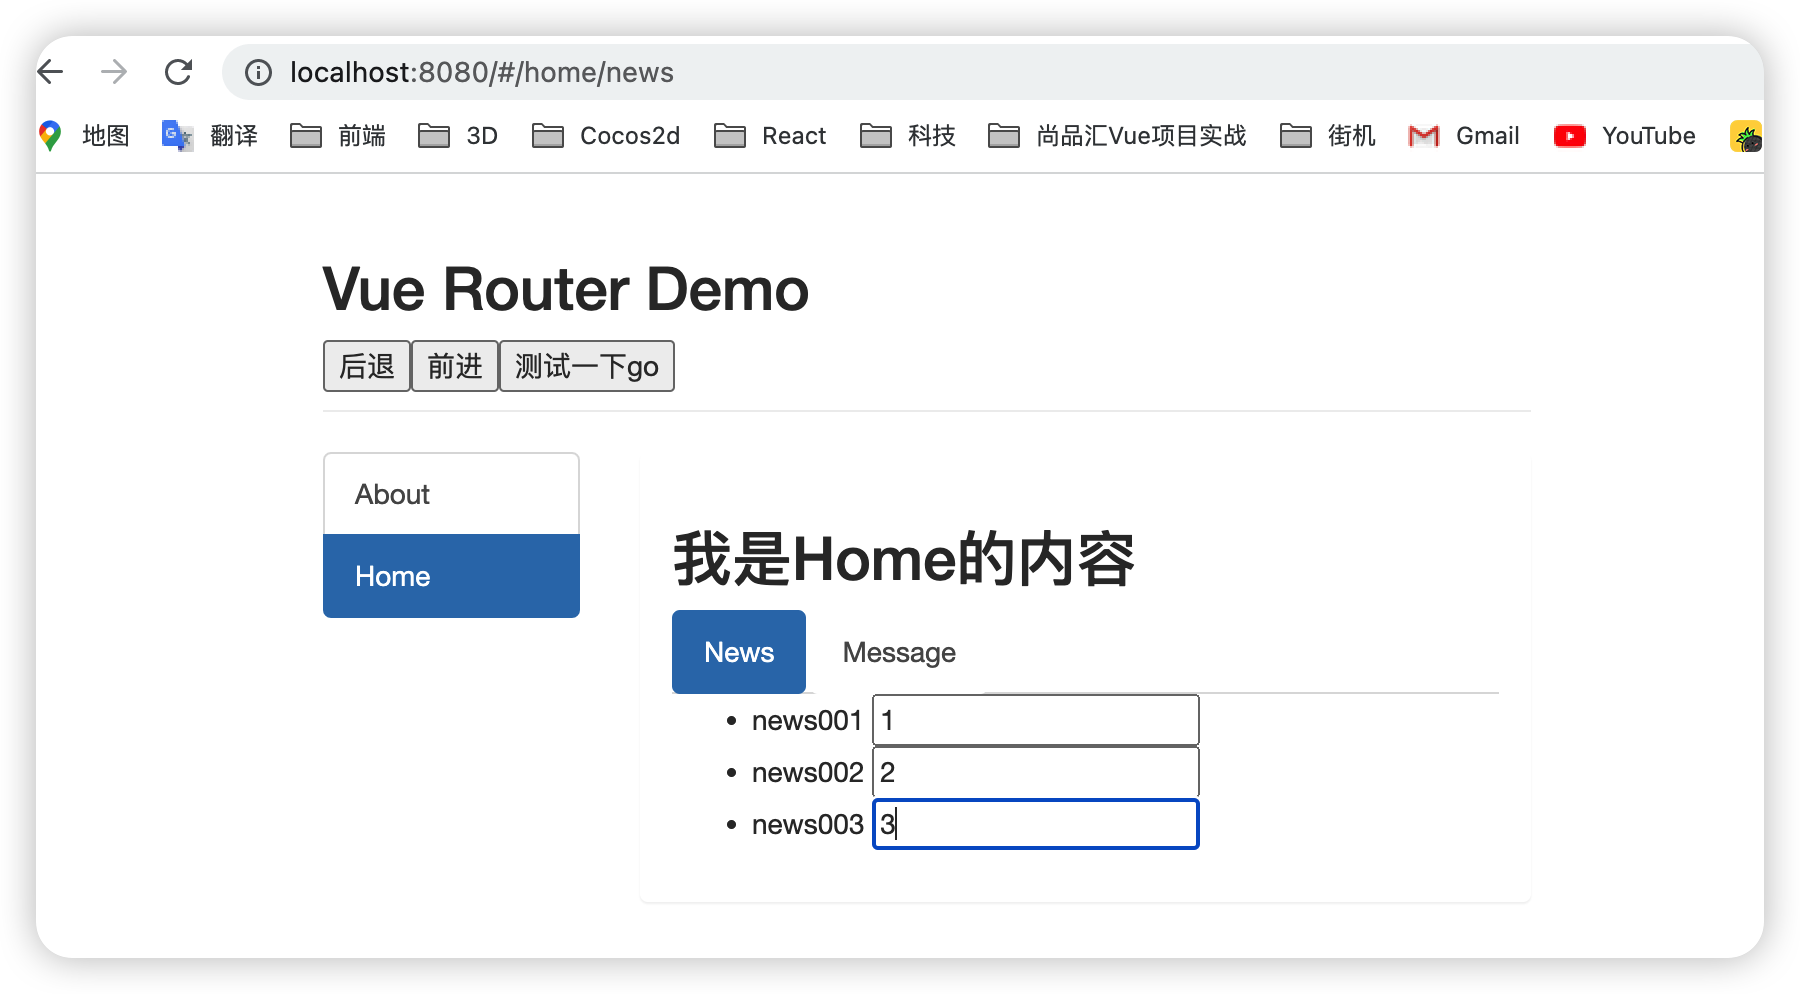 localhost:8080/#/home/news
地图 翻译 前端 3D Cocos2d React 科技 尚品汇Vue项目实战 街机 Gmail YouTube
Vue Router Demo
后退 前进 测试一下go
About
Home
我是Home的内容
News Message
news001 1
news002 2
news003 3